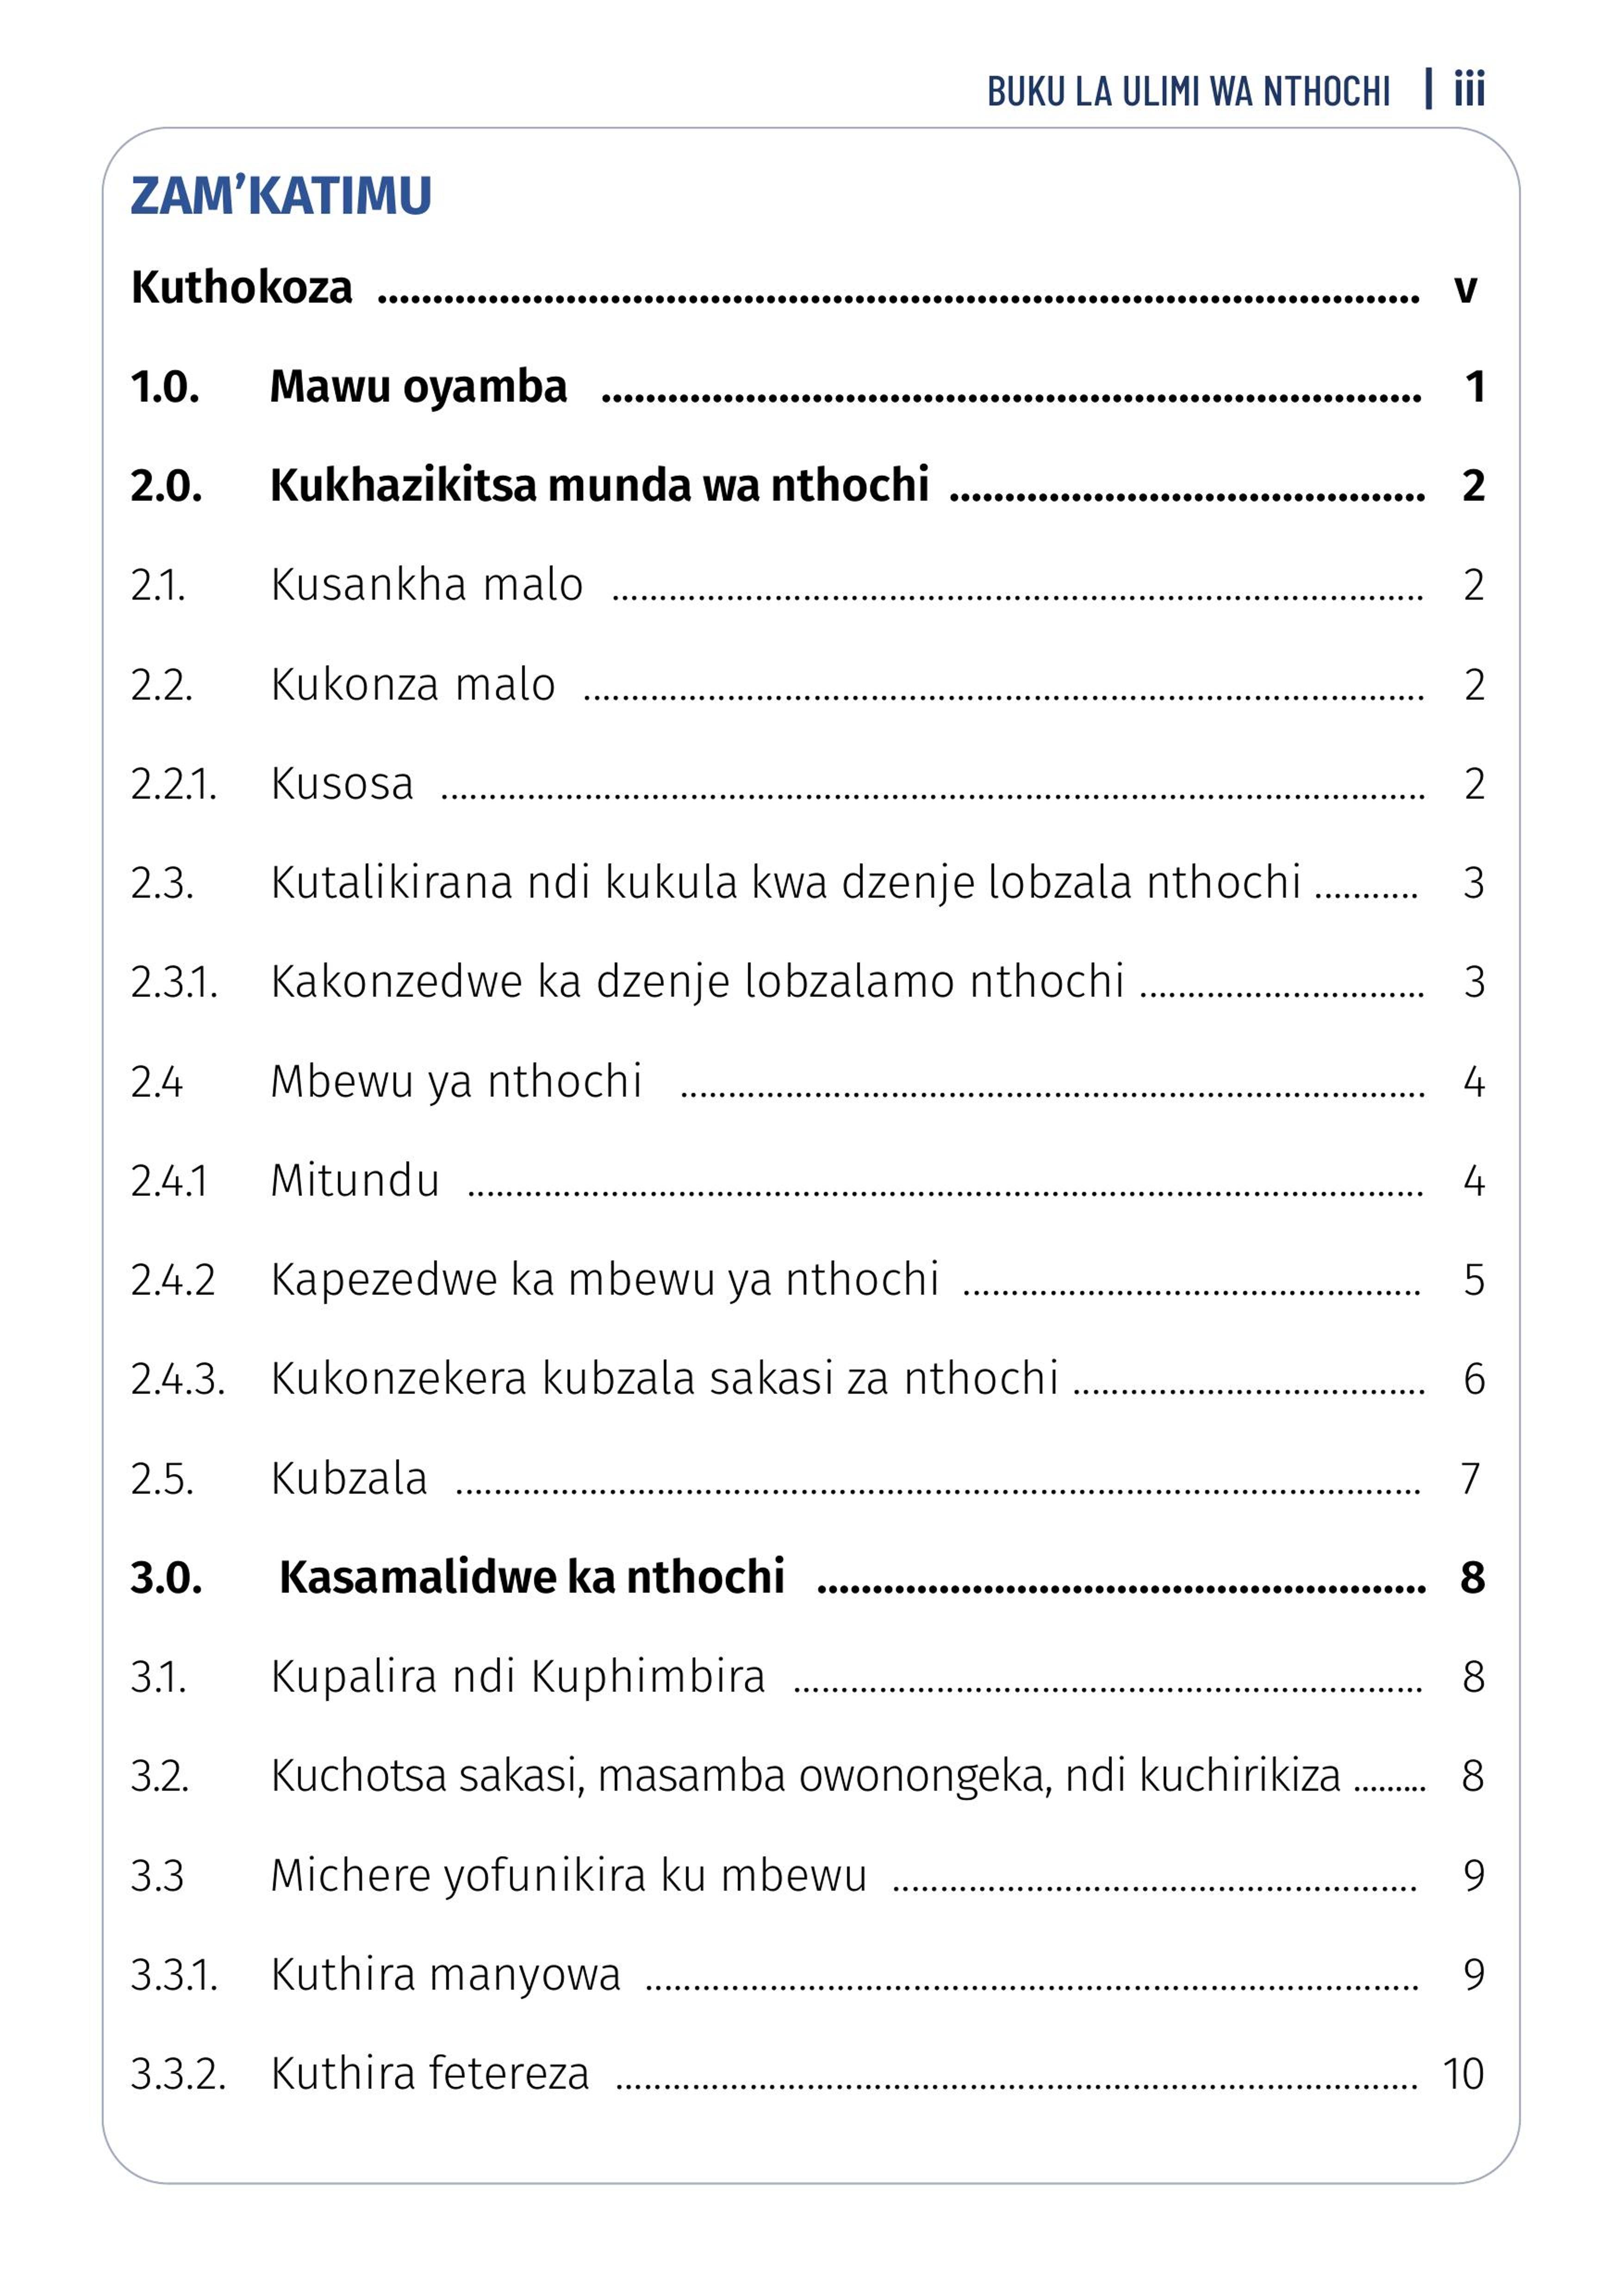 BUKU LA ULIMI WA NTHOCHI | iii
ZAM’KATIMU
Kuthokoza .......... v
1.0. Mawu oyamba .......... 1
2.0. Kukhazikitsa munda wa nthochi .......... 2
2.1. Kusankha malo .......... 2
2.2. Kukonza malo .......... 2
2.2.1. Kusosa .......... 2
2.3. Kutalikirana ndi kukula kwa dzenje lobzala nthochi .......... 3
2.3.1. Kakonzedwe ka dzenje lobzalamo nthochi .......... 3
2.4 Mbewu ya nthochi .......... 4
2.4.1 Mitundu .......... 4
2.4.2 Kapezedwe ka mbewu ya nthochi .......... 5
2.4.3. Kukonzekera kubzala sakasi za nthochi .......... 6
2.5. Kubzala .......... 7
3.0. Kasamalidwe ka nthochi .......... 8
3.1. Kupalira ndi Kuphimbira .......... 8
3.2. Kuchotsa sakasi, masamba owonongeka, ndi kuchirikiza .......... 8
3.3 Michere yofunikira ku mbewu .......... 9
3.3.1. Kuthira manyowa .......... 9
3.3.2. Kuthira fetereza .......... 10